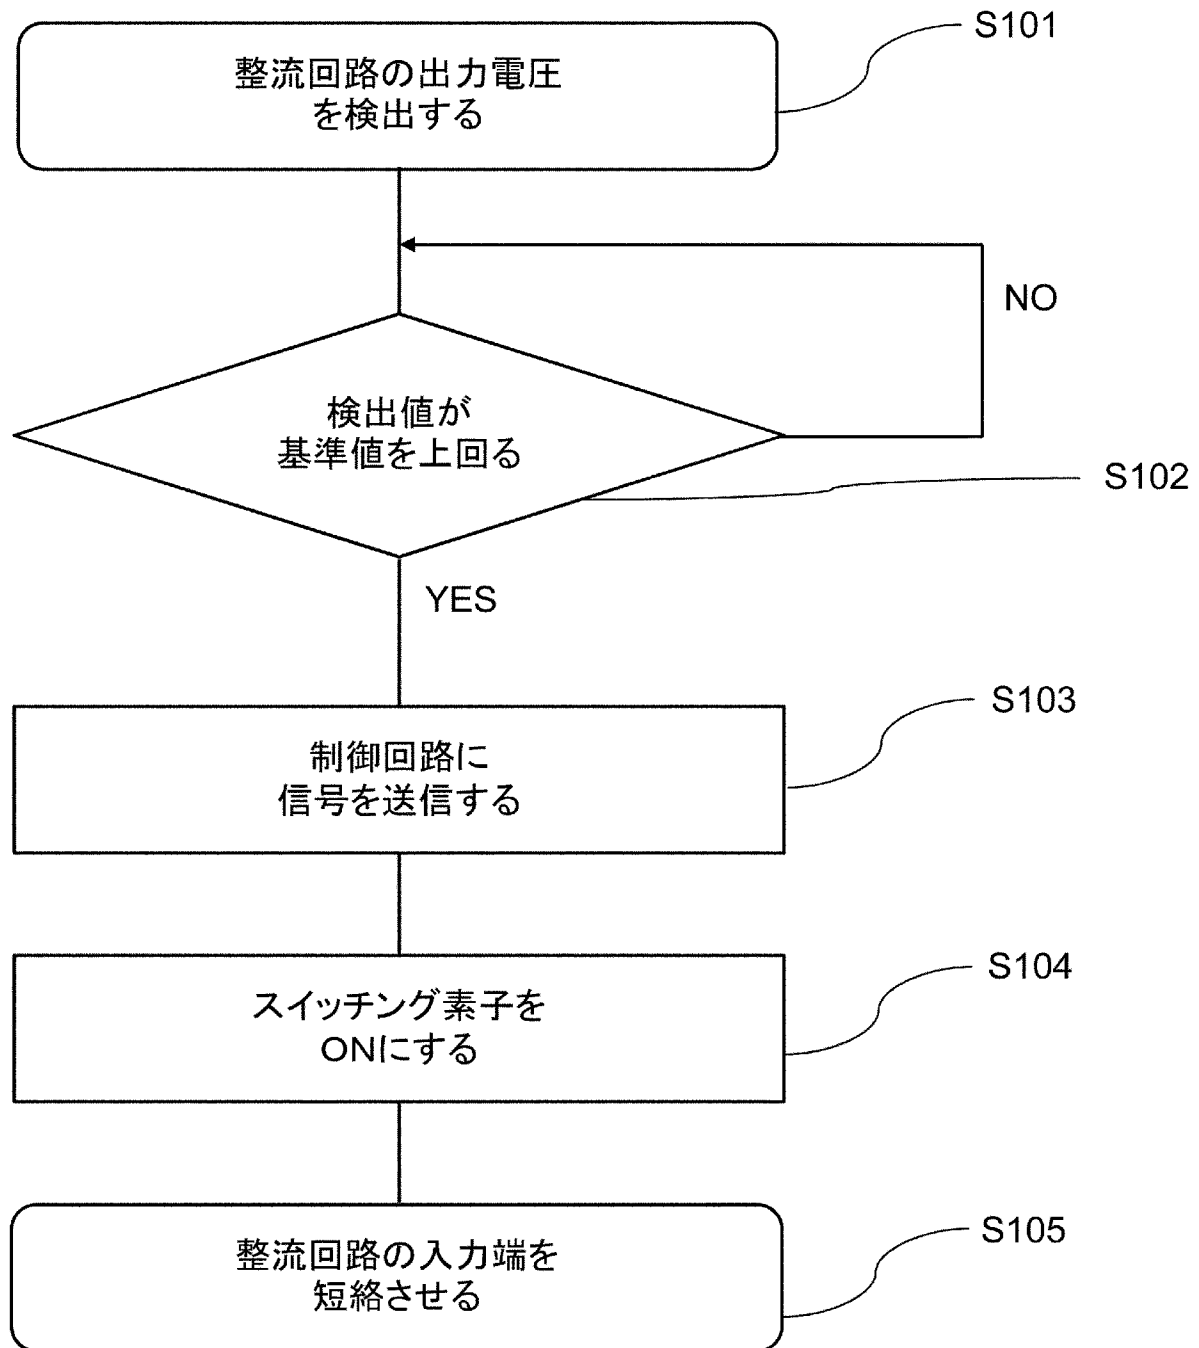 S101
整流回路の出力電圧
を検出する
NO
検出値が
基準値を上回る
S102
YES
S103
制御回路に
信号を送信する
S104
スイッチング素子を
ONにする
S105
整流回路の入力端を
短絡させる